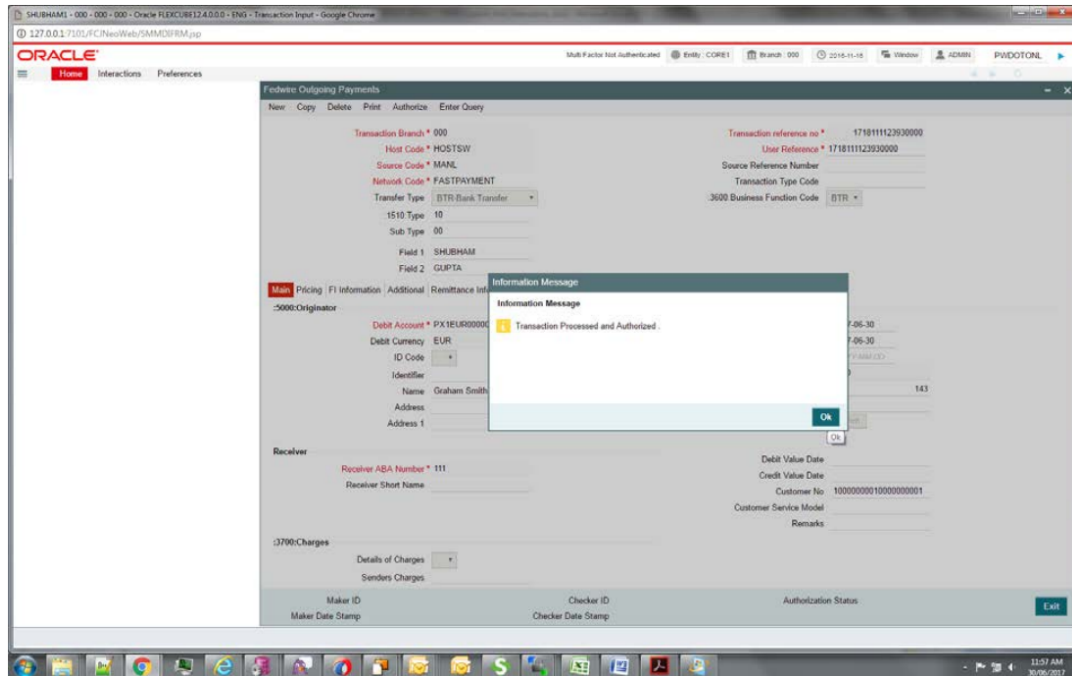 SHUBHAM1 - 000 - 000 - 000 - Oracle FLEXCUBE12.4.0.0.0 - ENG - Transaction Input - Google Chrome
127.0.0.1:7101/FCJNeoWeb/SMMDIFRM.jsp
ORACLE
Multi Factor Not Authenticated Entity : CORE1 Branch : 000 2016-11-16 Window ADMIN PWDOTONL
Home Interactions Preferences
Fedwire Outgoing Payments
New Copy Delete Print Authorize Enter Query
Transaction Branch * 000 Transaction reference no * 1718111123930000
Host Code * HOSTSW User Reference * 1718111123930000
Source Code * MANL Source Reference Number
Network Code * FASTPAYMENT Transaction Type Code
Transfer Type BTR-Bank Transfer :3600:Business Function Code BTR
:1510:Type 10
Sub Type 00
Field 1 SHUBHAM
Field 2 GUPTA
Main Pricing FI Information Additional Remittance
:5000:Originator
Information Message
Information Message
Transaction Processed and Authorized .
Ok
Ok
Debit Account * PX1EUR00000 7-06-30
Debit Currency EUR 7-06-30
ID Code
Identifier
Name Graham Smith 143
Address
Address 1
Receiver
Debit Value Date
Receiver ABA Number * 111 Credit Value Date
Receiver Short Name Customer No 10000000010000000001
Customer Service Model
Remarks
:3700:Charges
Details of Charges
Senders Charges
Maker ID Checker ID Authorization Status
Maker Date Stamp Checker Date Stamp
Exit
11:57 AM
30/06/2017